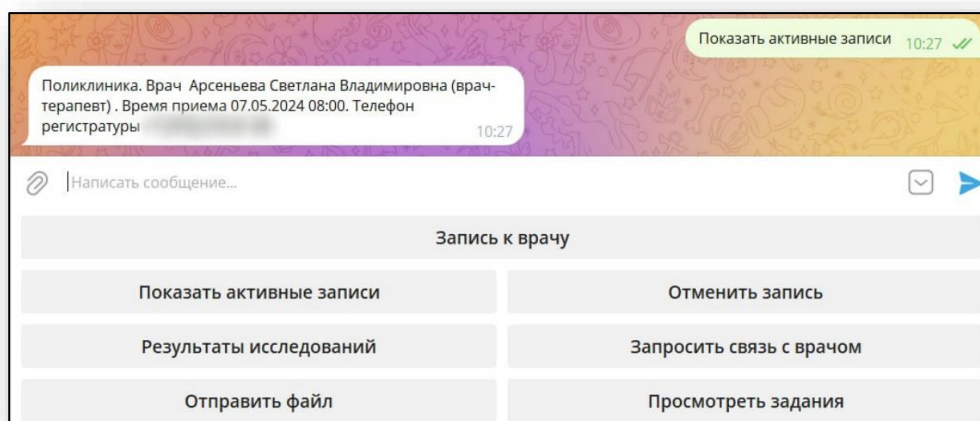 Показать активные записи 10:27
Поликлиника. Врач Арсеньева Светлана Владимировна (врач-
терапевт) . Время приема 07.05.2024 08:00. Телефон
регистратуры
10:27
Написать сообщение...
Запись к врачу
Показать активные записи
Отменить запись
Результаты исследований
Запросить связь с врачом
Отправить файл
Просмотреть задания